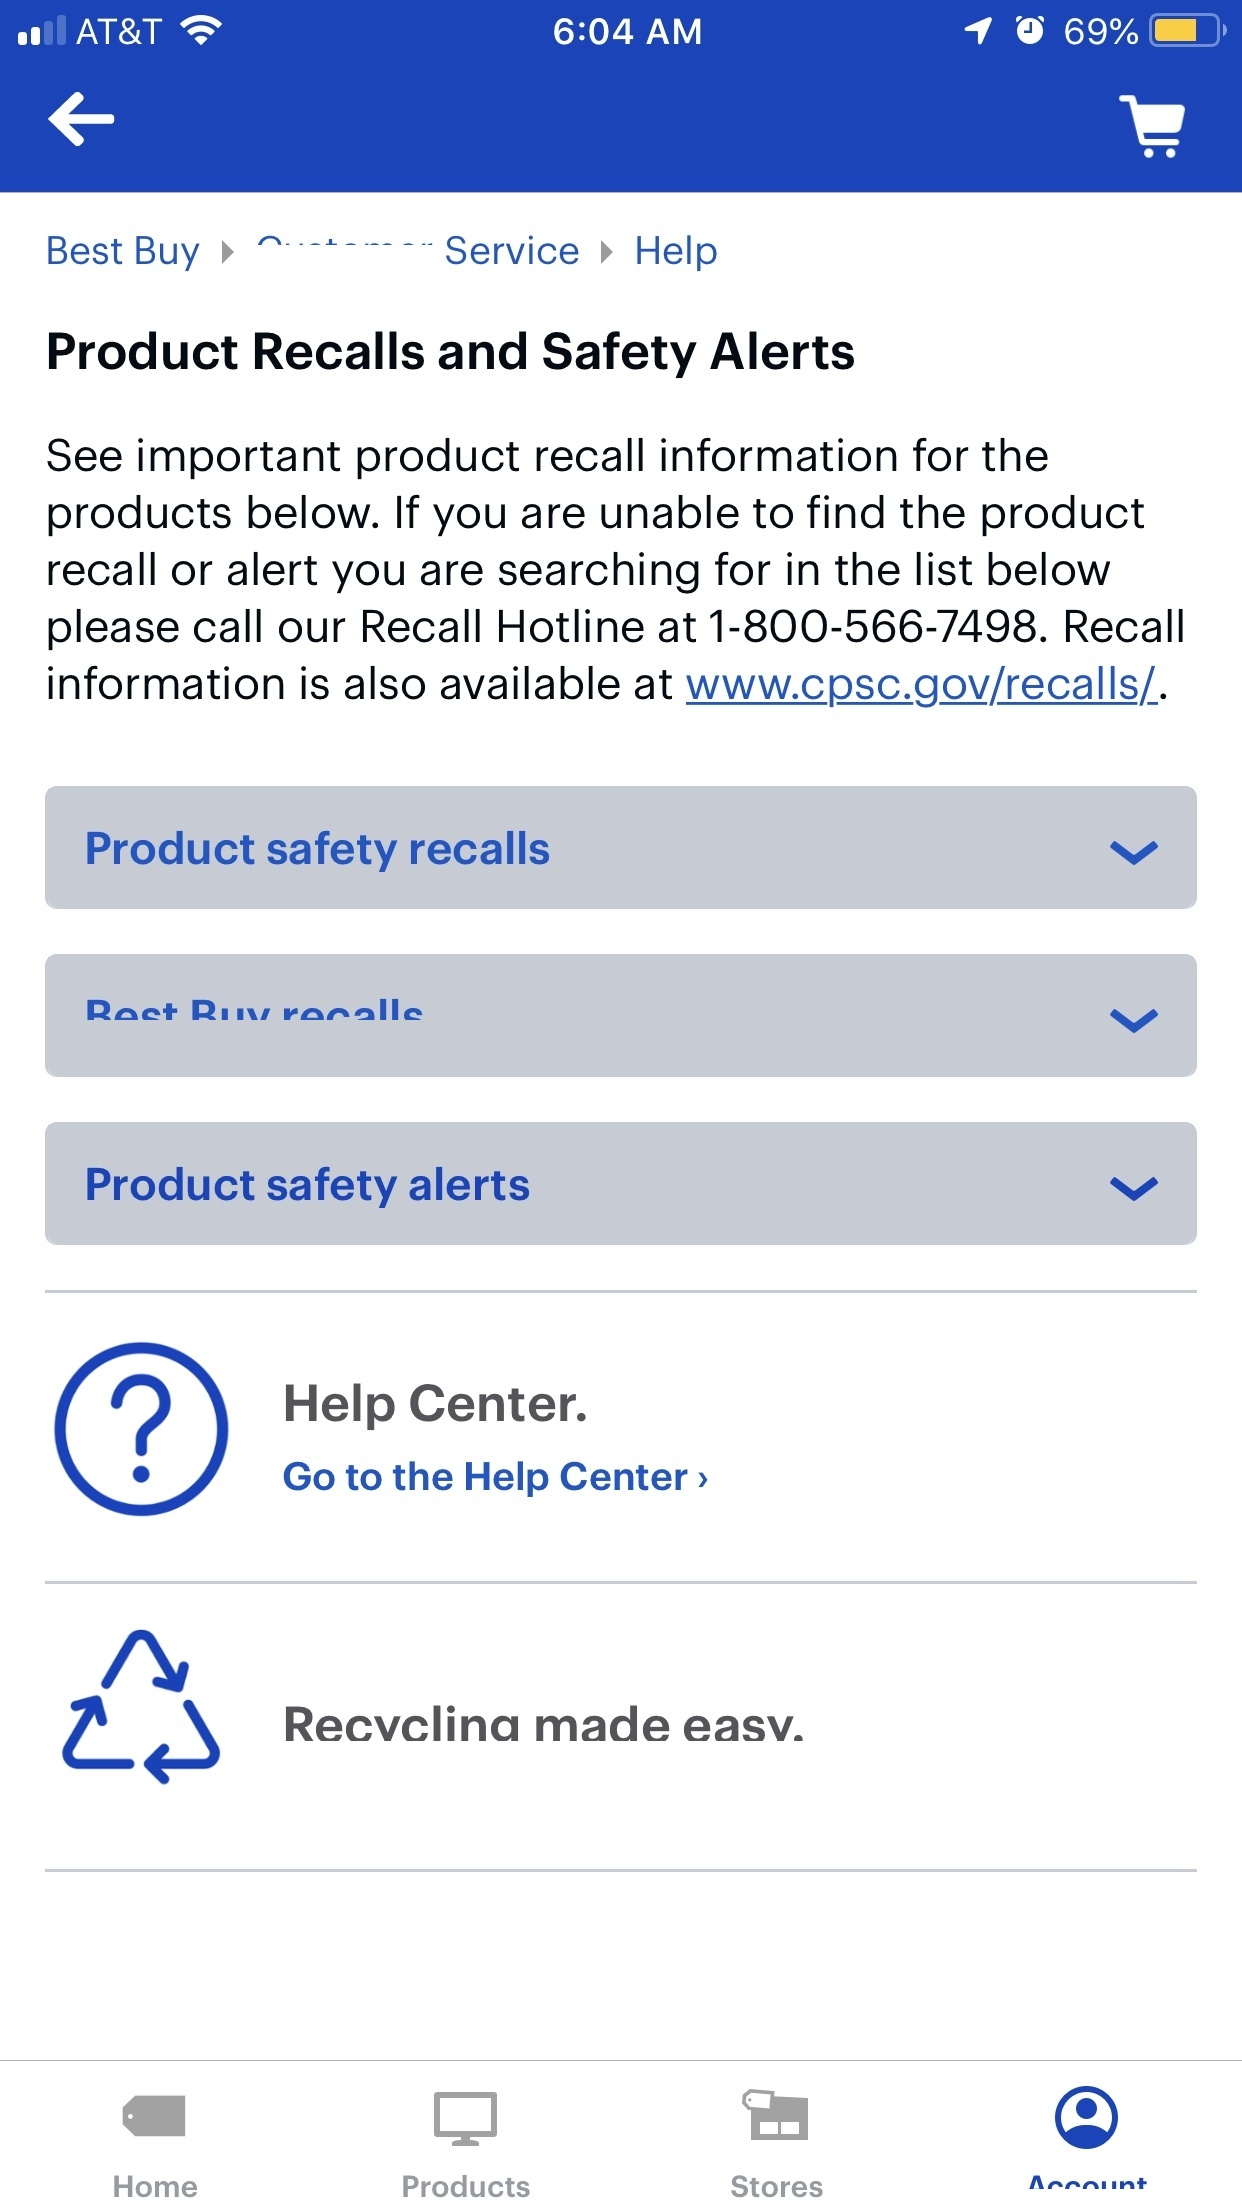 AT&T 6:04 AM 69%
Best Buy Service Help
Product Recalls and Safety Alerts
See important product recall information for the
products below. If you are unable to find the product
recall or alert you are searching for in the list below
please call our Recall Hotline at 1-800-566-7498. Recall
information is also available at www.cpsc.gov/recalls/.
Product safety recalls
Best Buy recalls
Product safety alerts
Help Center.
Go to the Help Center ›
Recycling made easy.
Home Products Stores Account